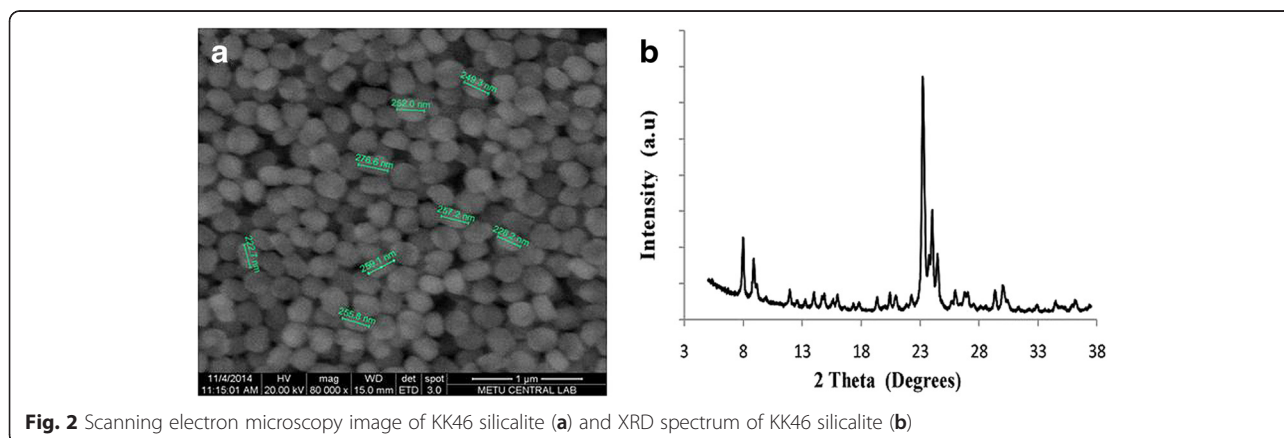 a
249.3 nm
252.0 nm
276.6 nm
257.2 nm
228.2 nm
222.7 nm
259.1 nm
255.8 nm
11/4/2014 HV mag WD det spot 1 µm
11:15:01 AM 20.00 kV 80 000 x 15.0 mm ETD 3.0 METU CENTRAL LAB
b
Intensity (a.u)
3 8 13 18 23 28 33 38
2 Theta (Degrees)
Fig. 2 Scanning electron microscopy image of KK46 silicalite (a) and XRD spectrum of KK46 silicalite (b)